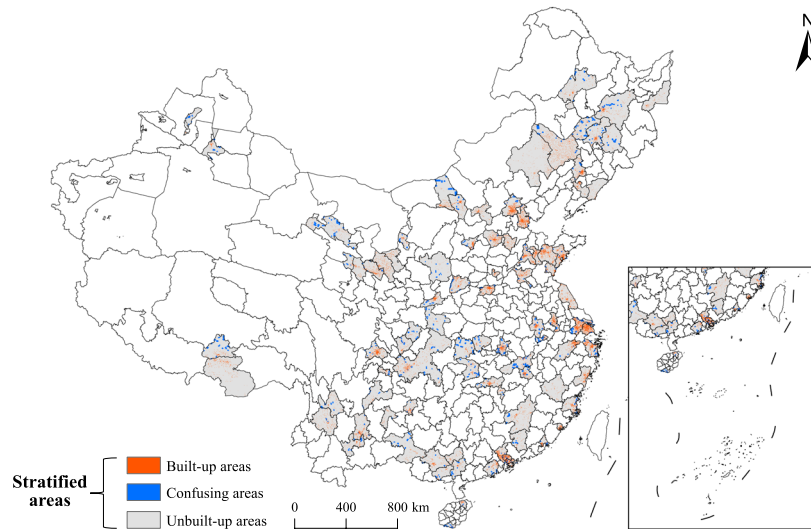 N
Stratified
areas
Built-up areas
Confusing areas
Unbuilt-up areas
0 400 800 km